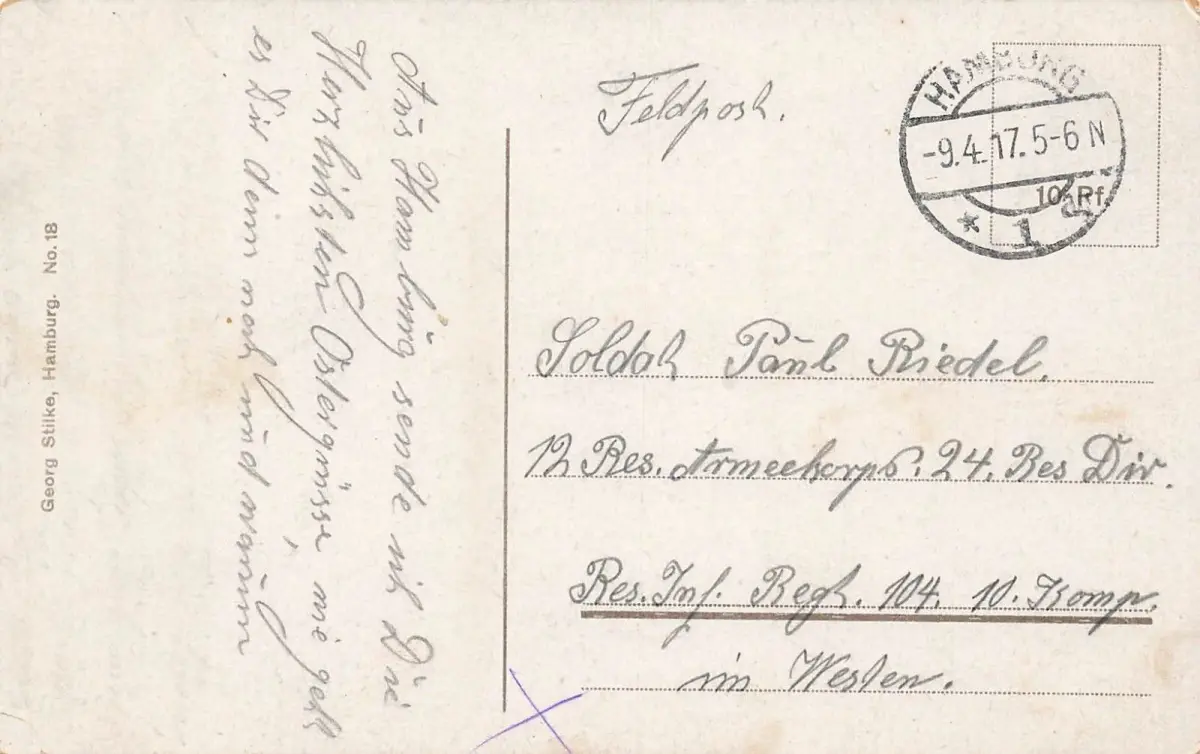 Aus Hamburg sende ich Die
Herzlichsten Ostergrüsse, wie geht
es Dir denn noch und warum
Georg Stilke, Hamburg. No. 18
Feldpost.
HAMBURG
-9.4.17.5-6 N
* 1
10 Pf.
Soldat Paul Riedel.
12 Res. Armeekorps. 24. Res Div.
Res. Inf. Regt. 104. 10. Komp.
im Westen.